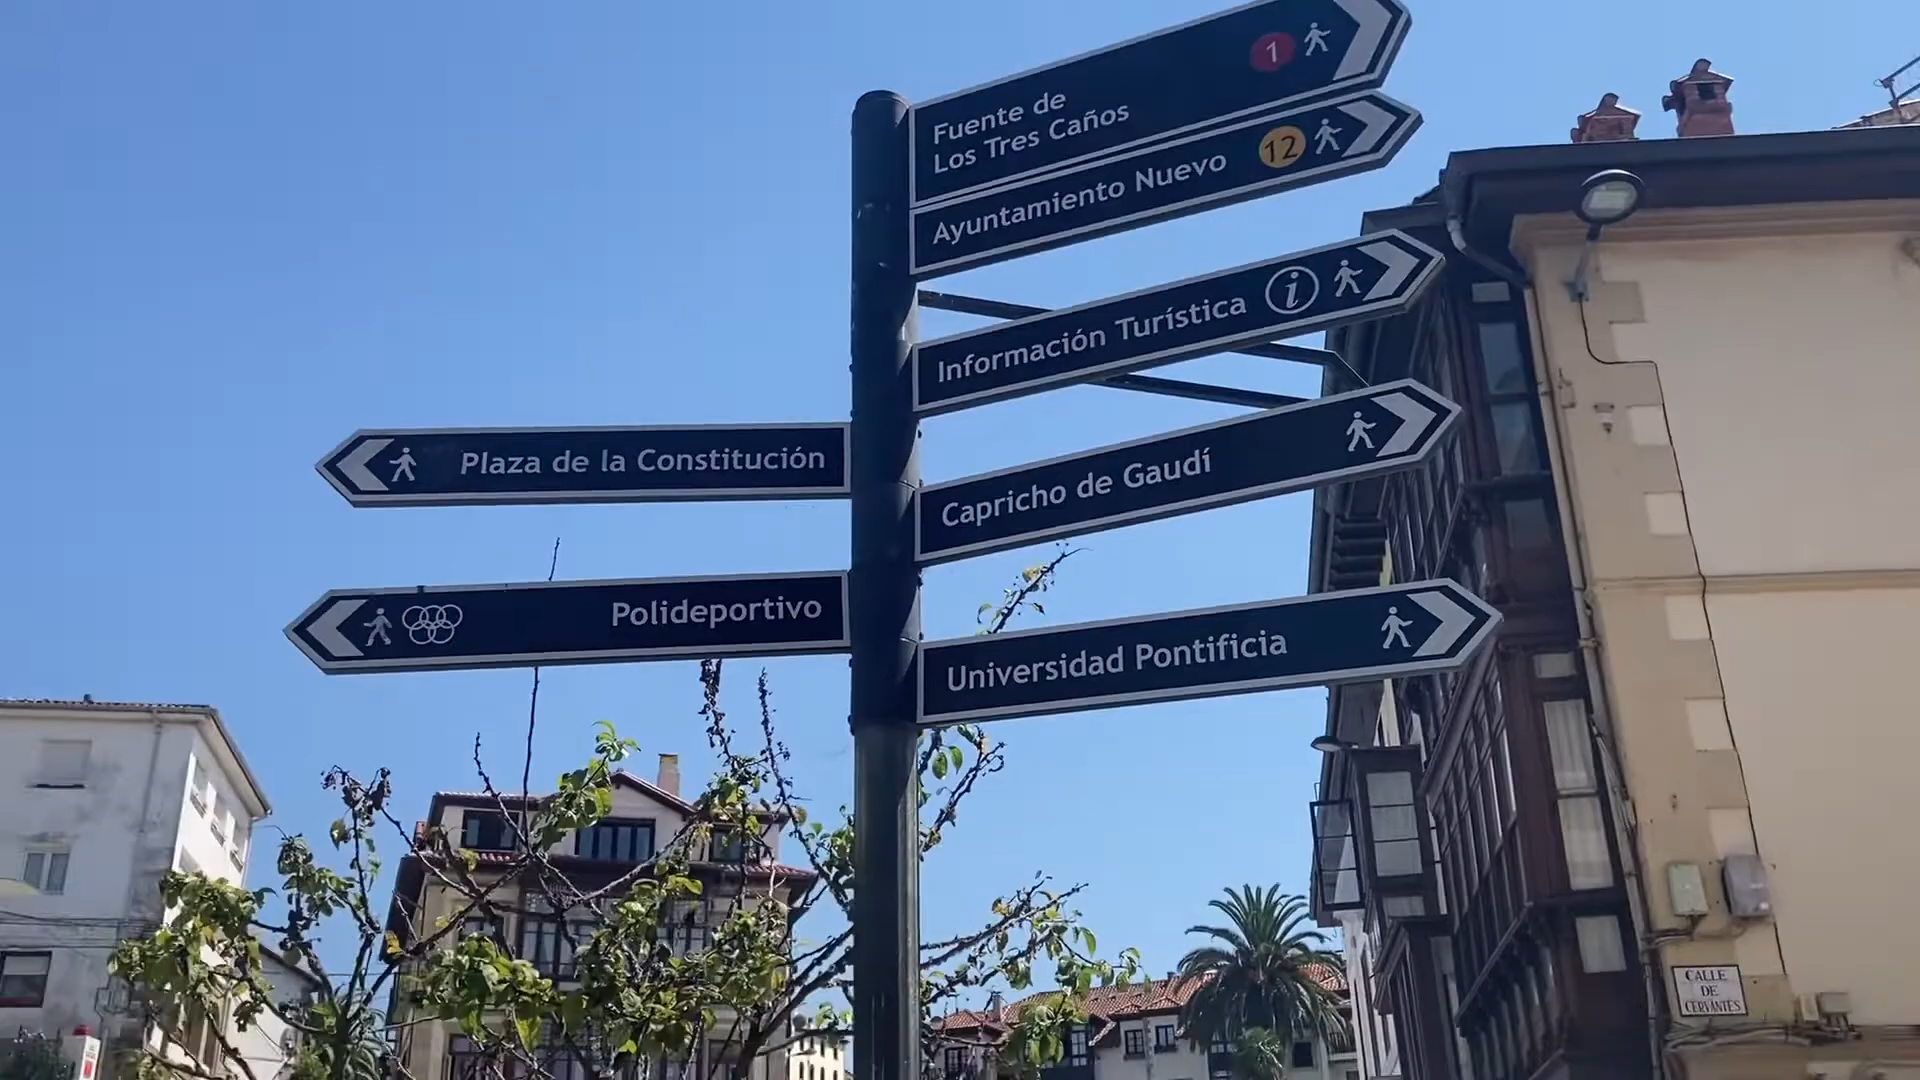 Fuente de
Los Tres Caños
1
Ayuntamiento Nuevo 12
Información Turística i
Plaza de la Constitución
Capricho de Gaudí
Polideportivo
Universidad Pontificia
CALLE
DE
CERVANTES